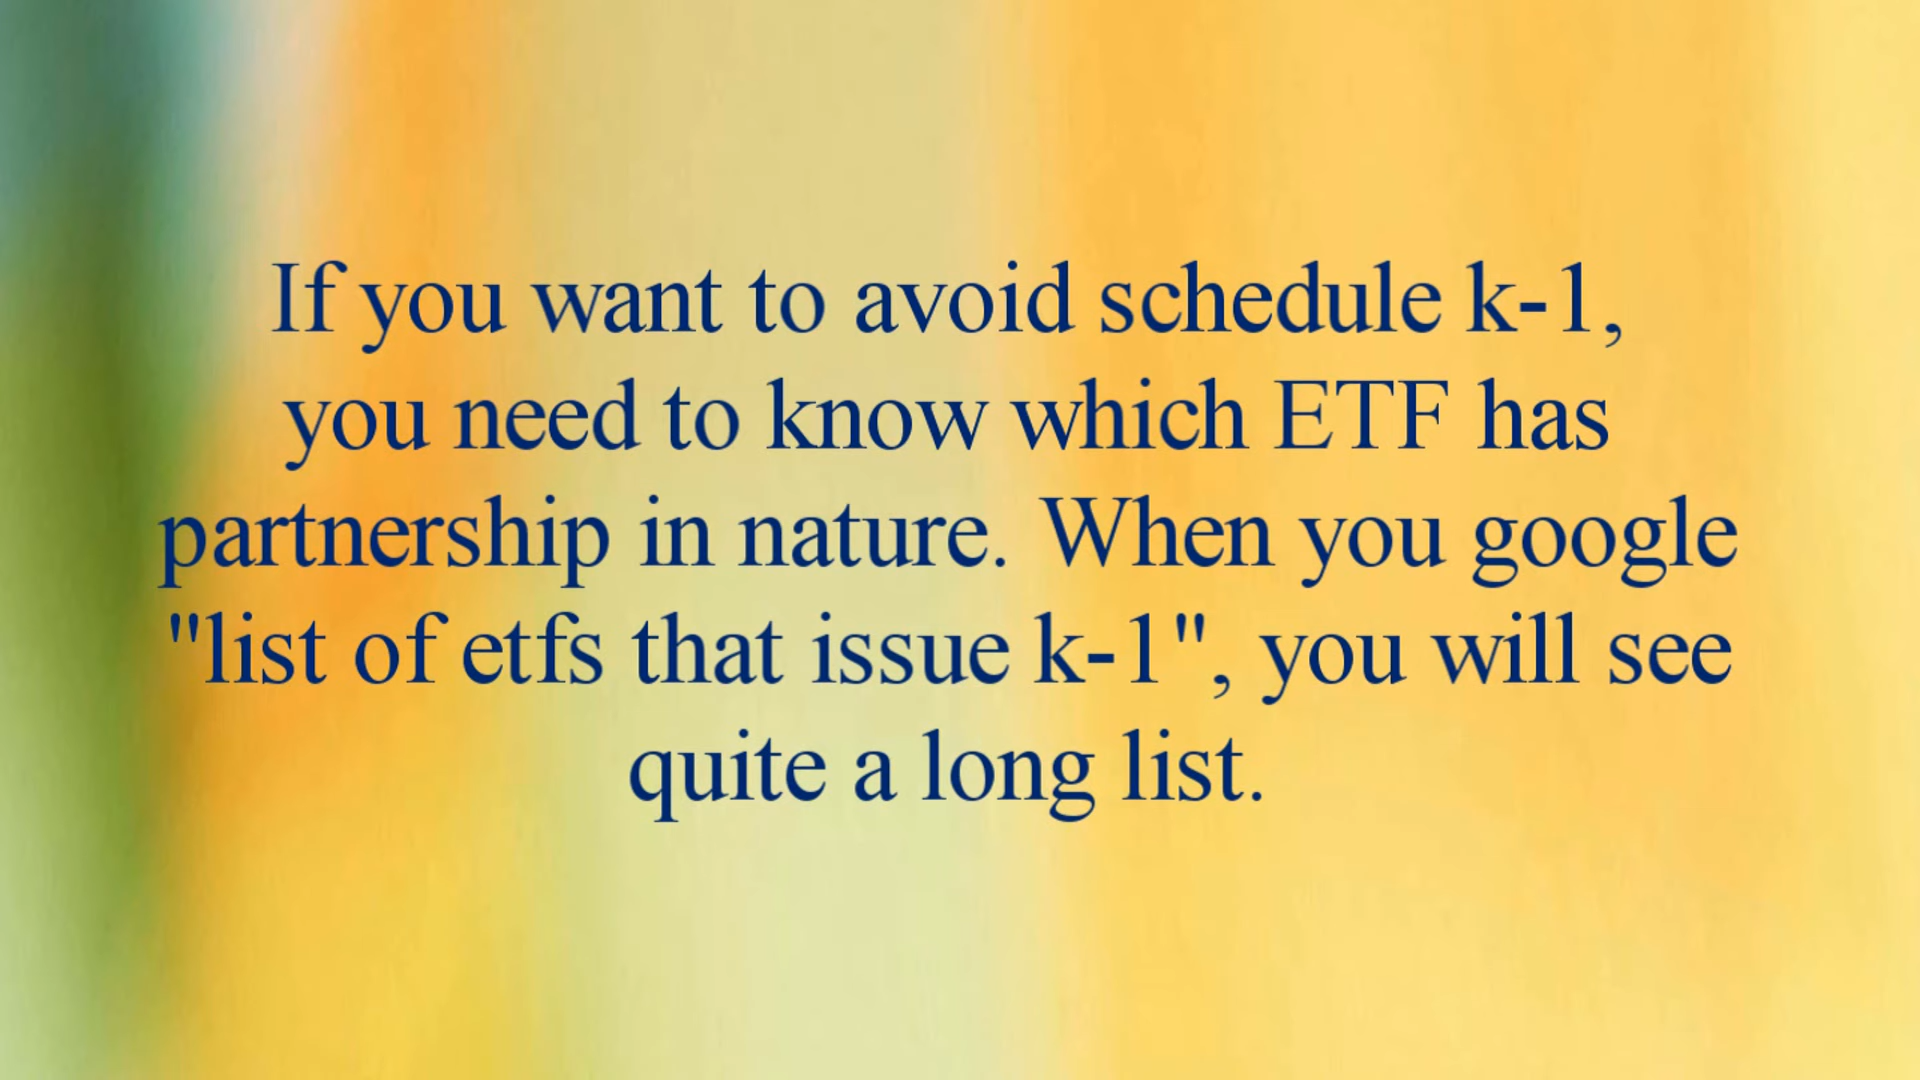 If you want to avoid schedule k-1,
you need to know which ETF has
partnership in nature. When you google
"list of etfs that issue k-1", you will see
quite a long list.